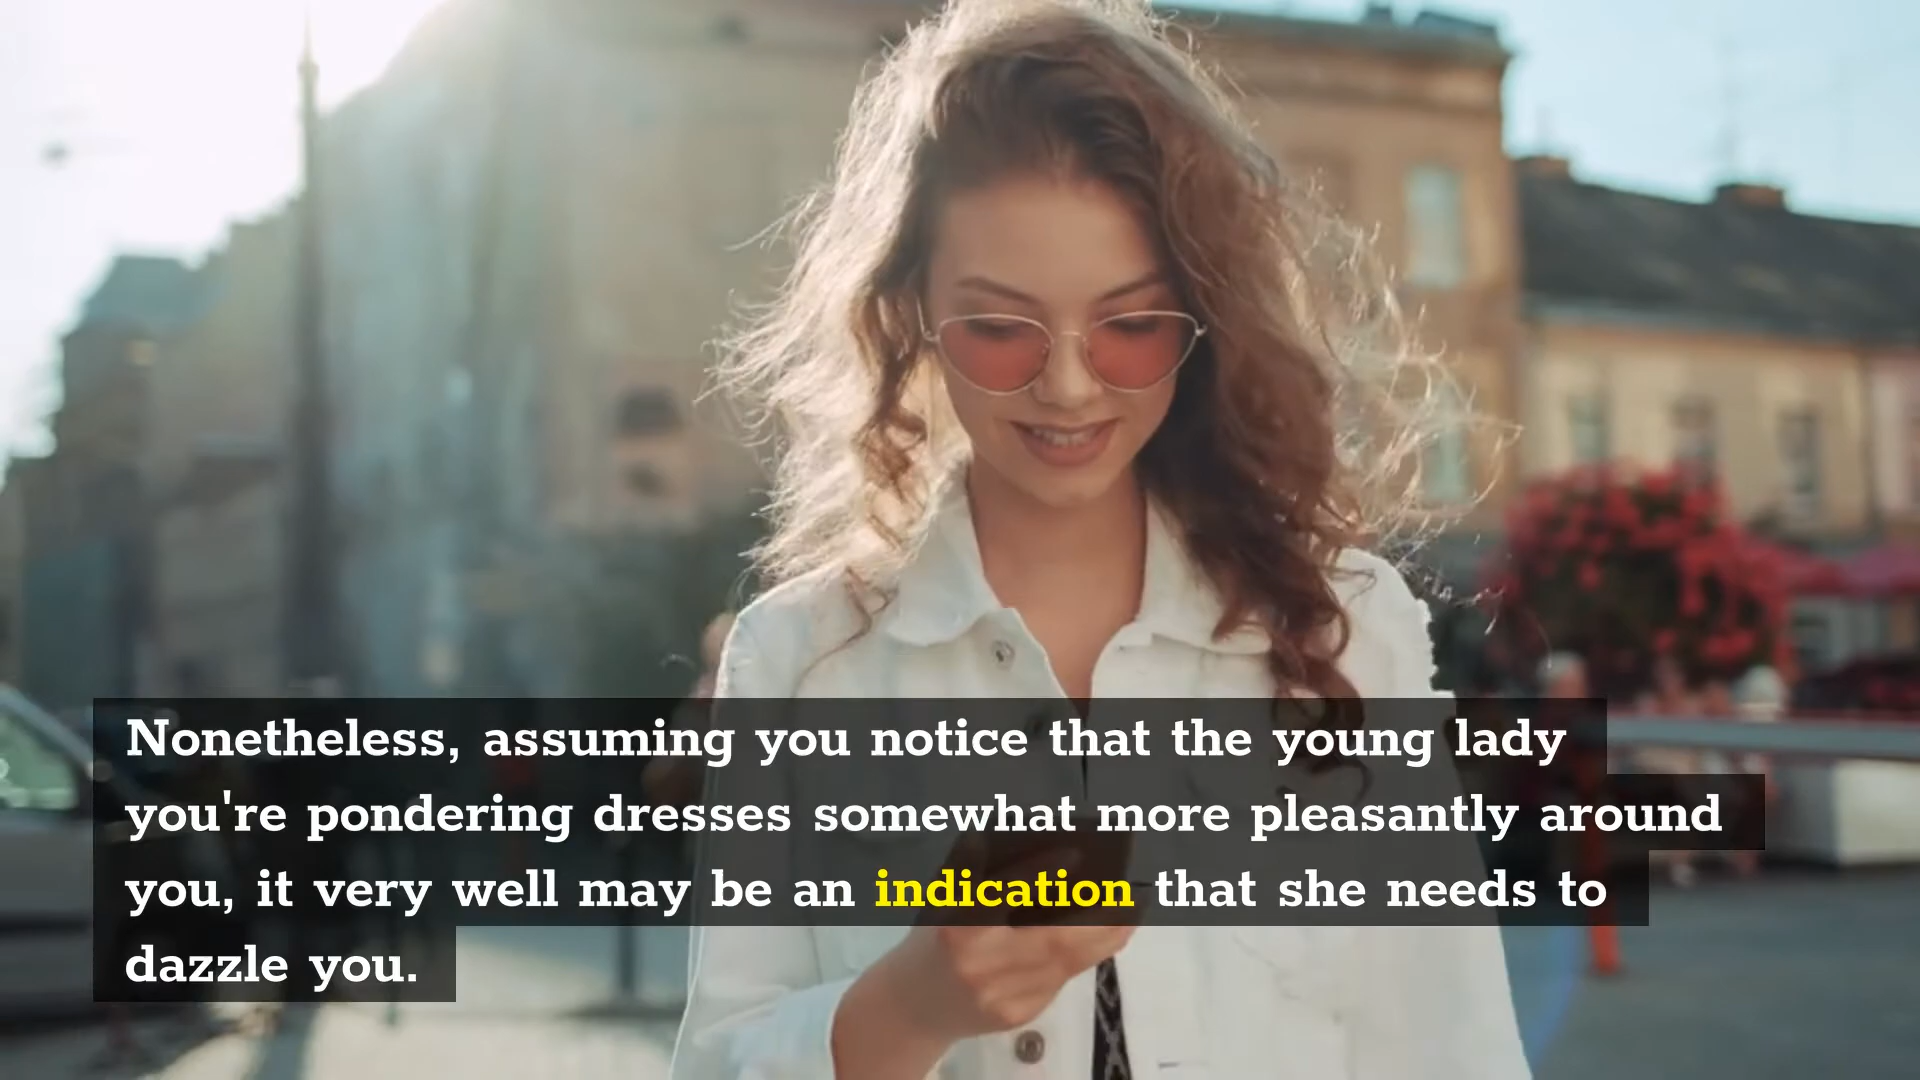 Nonetheless, assuming you notice that the young lady
you're pondering dresses somewhat more pleasantly around
you, it very well may be an indication that she needs to
dazzle you.